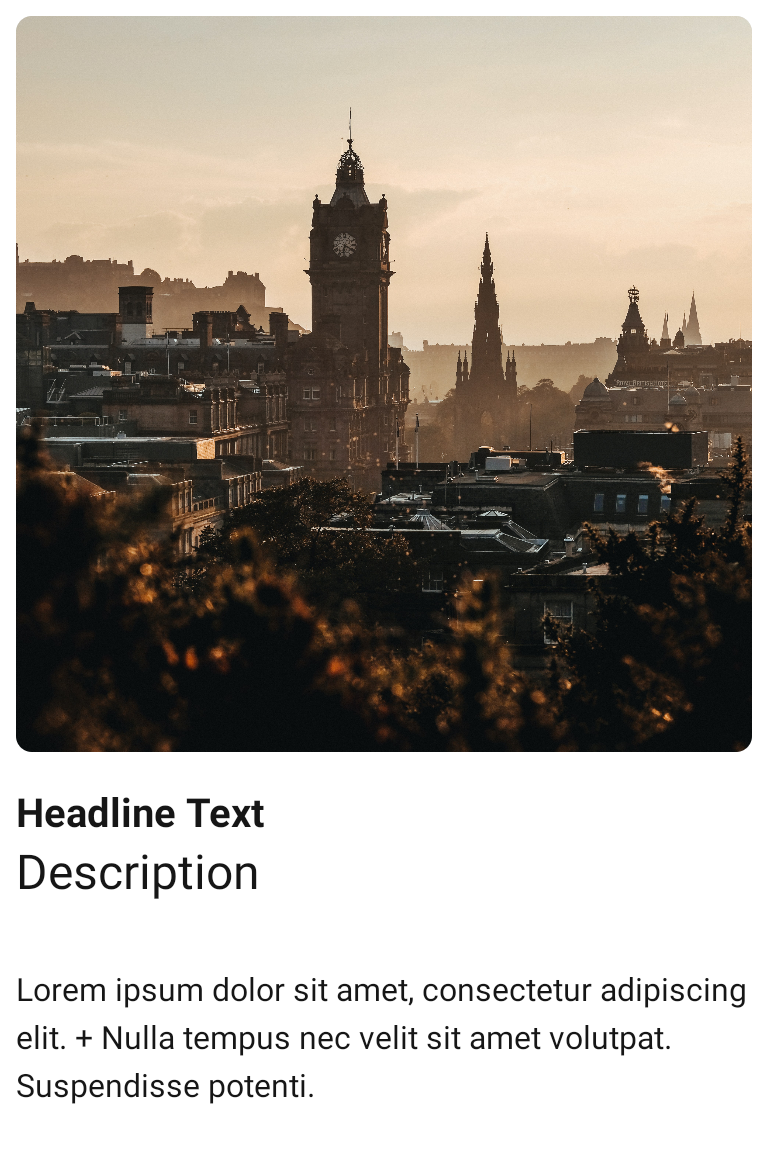 Headline Text
Description
Lorem ipsum dolor sit amet, consectetur adipiscing
elit. + Nulla tempus nec velit sit amet volutpat.
Suspendisse potenti.